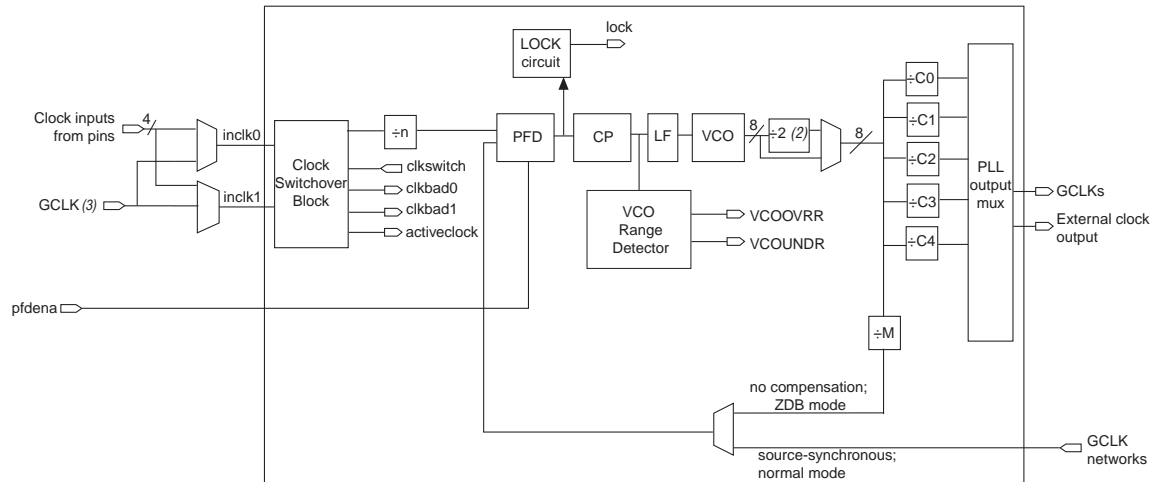 lock
LOCK
circuit
Clock inputs
from pins
4
inclk0
GCLK (3)
inclk1
Clock
Switchover
Block
÷n
clkswitch
clkbad0
clkbad1
activeclock
pfdena
PFD
CP
LF
VCO
8
÷2 (2)
8
VCO
Range
Detector
VCOOVRR
VCOUNDR
÷C0
÷C1
÷C2
÷C3
÷C4
PLL
output
mux
GCLKs
External clock
output
÷M
no compensation;
ZDB mode
source-synchronous;
normal mode
GCLK
networks